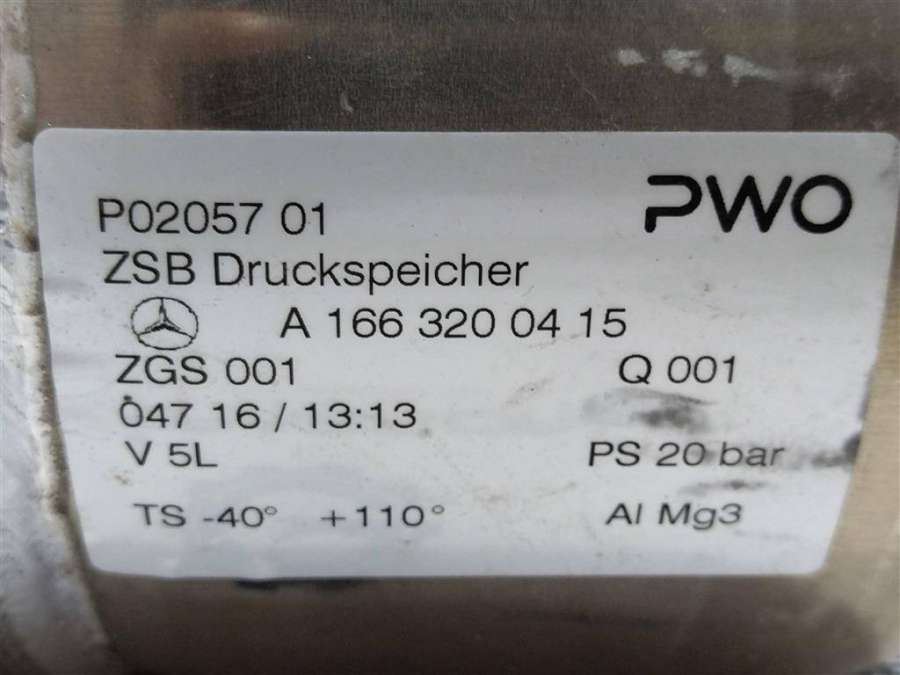 PWO
P02057 01
ZSB Druckspeicher
A 166 320 04 15
ZGS 001 Q 001
047 16 / 13:13
V 5L PS 20 bar
TS -40° +110° Al Mg3